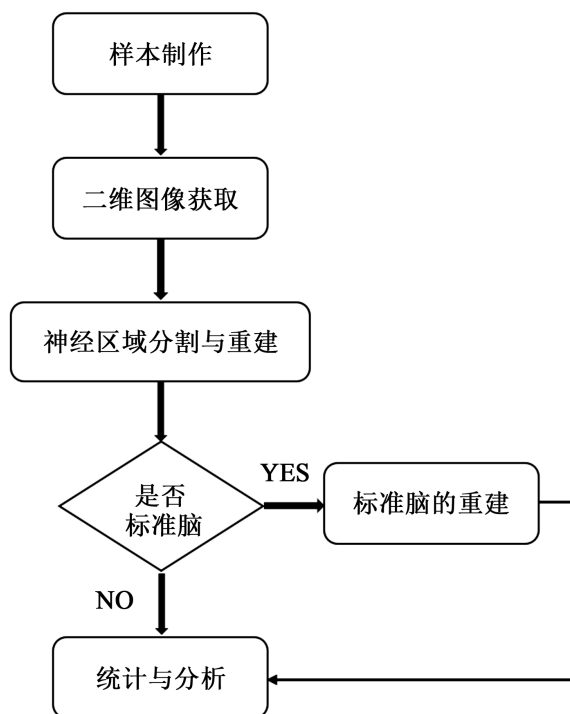 样本制作
二维图像获取
神经区域分割与重建
是否
标准脑
YES
标准脑的重建
NO
统计与分析